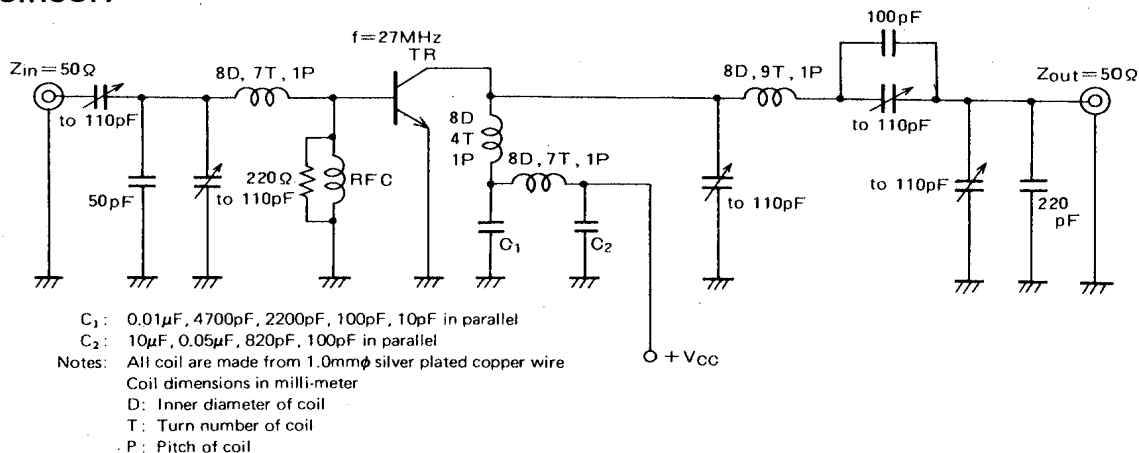 f=27MHz
TR
100pF
Zin=50Ω
8D, 7T, 1P
8D, 9T, 1P
Zout=50Ω
to 110pF
8D
4T
1P
to 110pF
8D, 7T, 1P
50pF
to 110pF
220Ω
RFC
to 110pF
to 110pF
220
pF
C₁
C₂
C₁: 0.01μF, 4700pF, 2200pF, 100pF, 10pF in parallel
C₂: 10μF, 0.05μF, 820pF, 100pF in parallel
+VCC
Notes: All coil are made from 1.0mmϕ silver plated copper wire
Coil dimensions in milli-meter
D: Inner diameter of coil
T: Turn number of coil
P: Pitch of coil